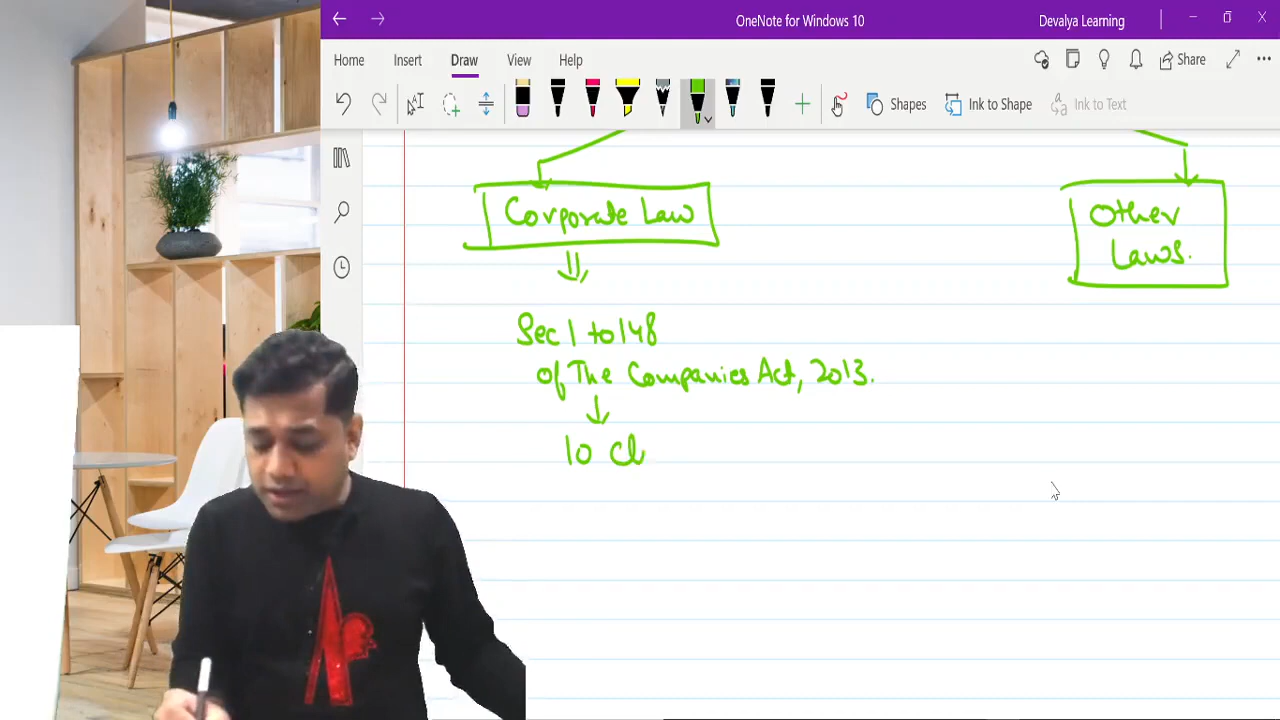 OneNote for Windows 10
Devalya Learning
Home Insert Draw View Help
Shapes Ink to Shape Ink to Text Share
Corporate Law
Other
Laws.
Sec 1 to 148
of The Companies Act, 2013.
10 Ch